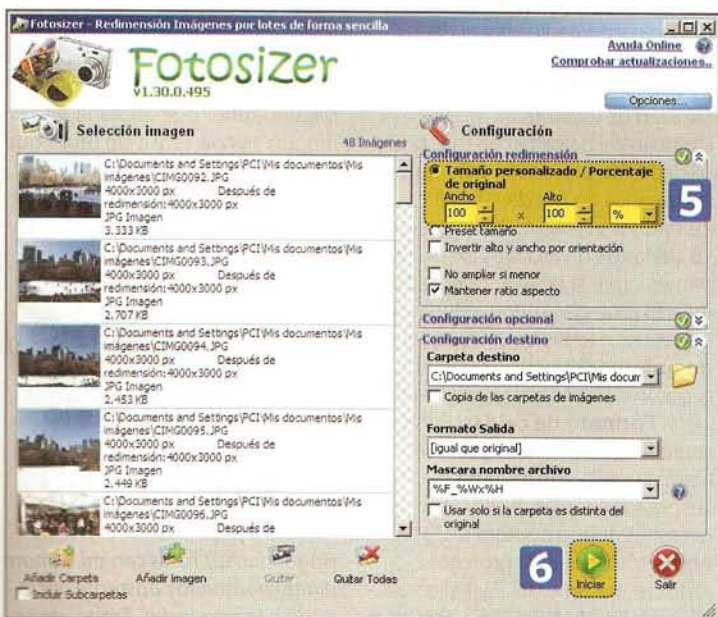 Fotosizer - Redimensión Imágenes por lotes de forma sencilla
Fotosizer
v1.30.0.495
Ayuda Online
Comprobar actualizaciones..
Opciones...
Selección imagen
48 Imágenes
C:\Documents and Settings\PCI\Mis documentos\Mis
imágenes\CIMG0092.JPG
4000x3000 px Después de
redimensión:4000x3000 px
JPG Imagen
3,333 KB
C:\Documents and Settings\PCI\Mis documentos\Mis
imágenes\CIMG0093.JPG
4000x3000 px Después de
redimensión:4000x3000 px
JPG Imagen
2,707 KB
C:\Documents and Settings\PCI\Mis documentos\Mis
imágenes\CIMG0094.JPG
4000x3000 px Después de
redimensión:4000x3000 px
JPG Imagen
2,453 KB
C:\Documents and Settings\PCI\Mis documentos\Mis
imágenes\CIMG0095.JPG
4000x3000 px Después de
redimensión:4000x3000 px
JPG Imagen
2,449 KB
C:\Documents and Settings\PCI\Mis documentos\Mis
imágenes\CIMG0096.JPG
4000x3000 px Después de
Configuración
Configuración redimensión
Tamaño personalizado / Porcentaje
de original
Ancho Alto
100 x 100 %
5
Preset tamaño
Invertir alto y ancho por orientación
No ampliar si menor
Mantener ratio aspecto
Configuración opcional
Configuración destino
Carpeta destino
C:\Documents and Settings\PCI\Mis docum
Copia de las carpetas de imágenes
Formato Salida
[igual que original]
Mascara nombre archivo
%F_%Wx%H
Usar solo si la carpeta es distinta del
original
Añadir Carpeta
Incluir Subcarpetas
Añadir Imagen
Quitar
Quitar Todas
6
Iniciar
Salir